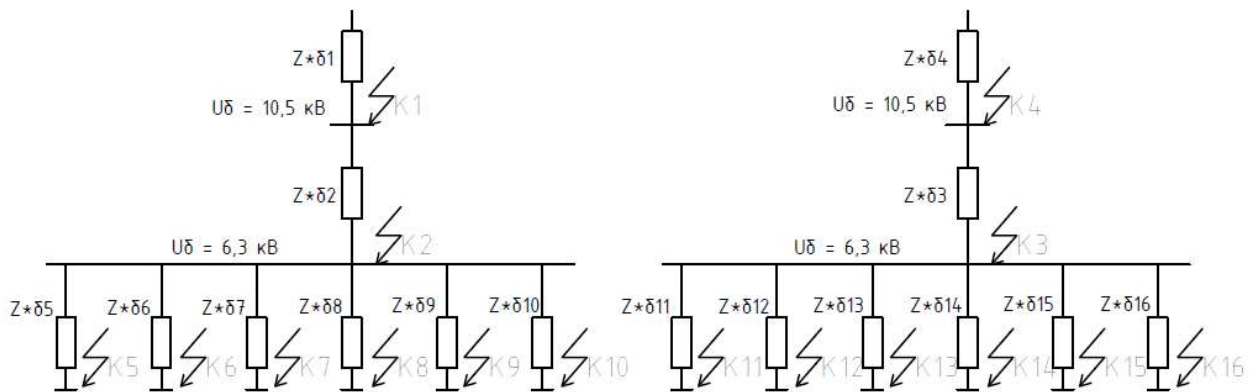 Z*δ1
Z*δ4
Uδ = 10,5 кВ
K1
Uδ = 10,5 кВ
K4
Z*δ2
Z*δ3
Uδ = 6,3 кВ
K2
Uδ = 6,3 кВ
K3
Z*δ5
Z*δ6
Z*δ7
Z*δ8
Z*δ9
Z*δ10
Z*δ11
Z*δ12
Z*δ13
Z*δ14
Z*δ15
Z*δ16
K5
K6
K7
K8
K9
K10
K11
K12
K13
K14
K15
K16